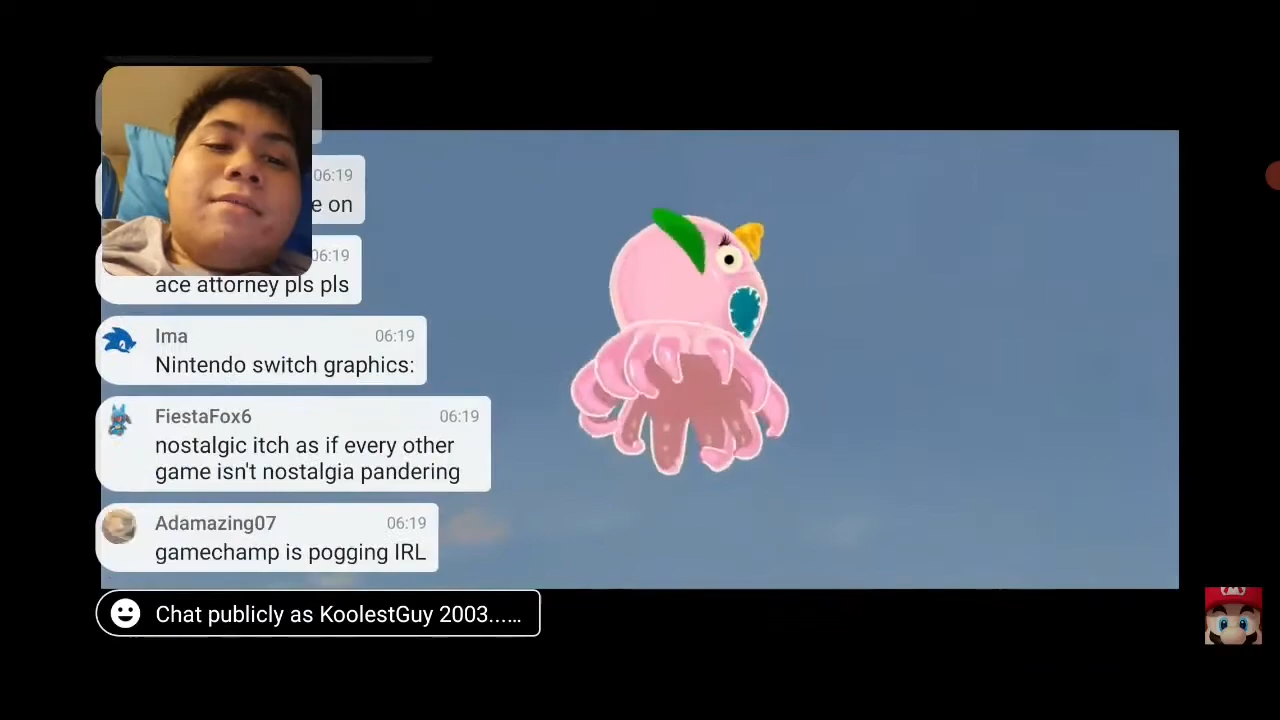 06:19
e on
06:19
ace attorney pls pls
Ima 06:19
Nintendo switch graphics:
FiestaFox6 06:19
nostalgic itch as if every other
game isn't nostalgia pandering
Adamazing07 06:19
gamechamp is pogging IRL
Chat publicly as KoolestGuy 2003...…
M